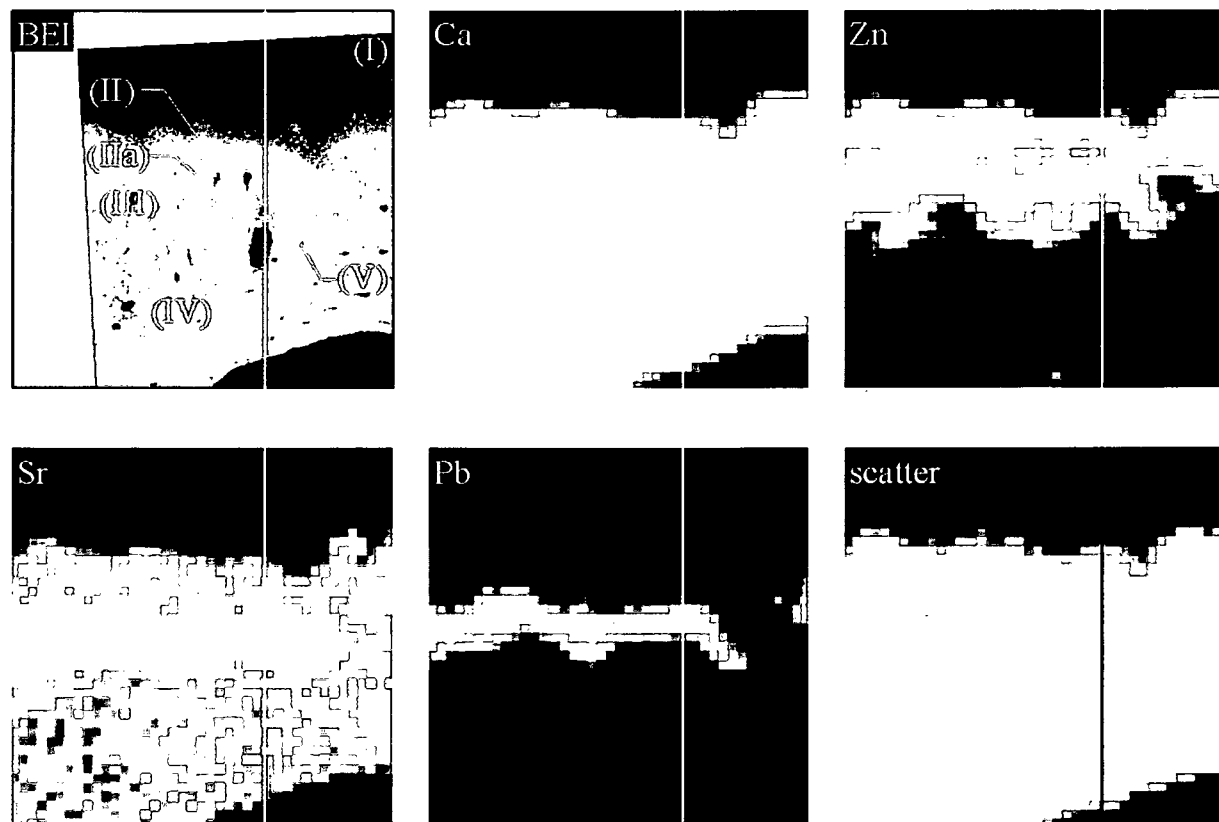 BEI
(I)
(II)
(IIa)
(III)
(IV)
(V)
Ca
Zn
Sr
Pb
scatter